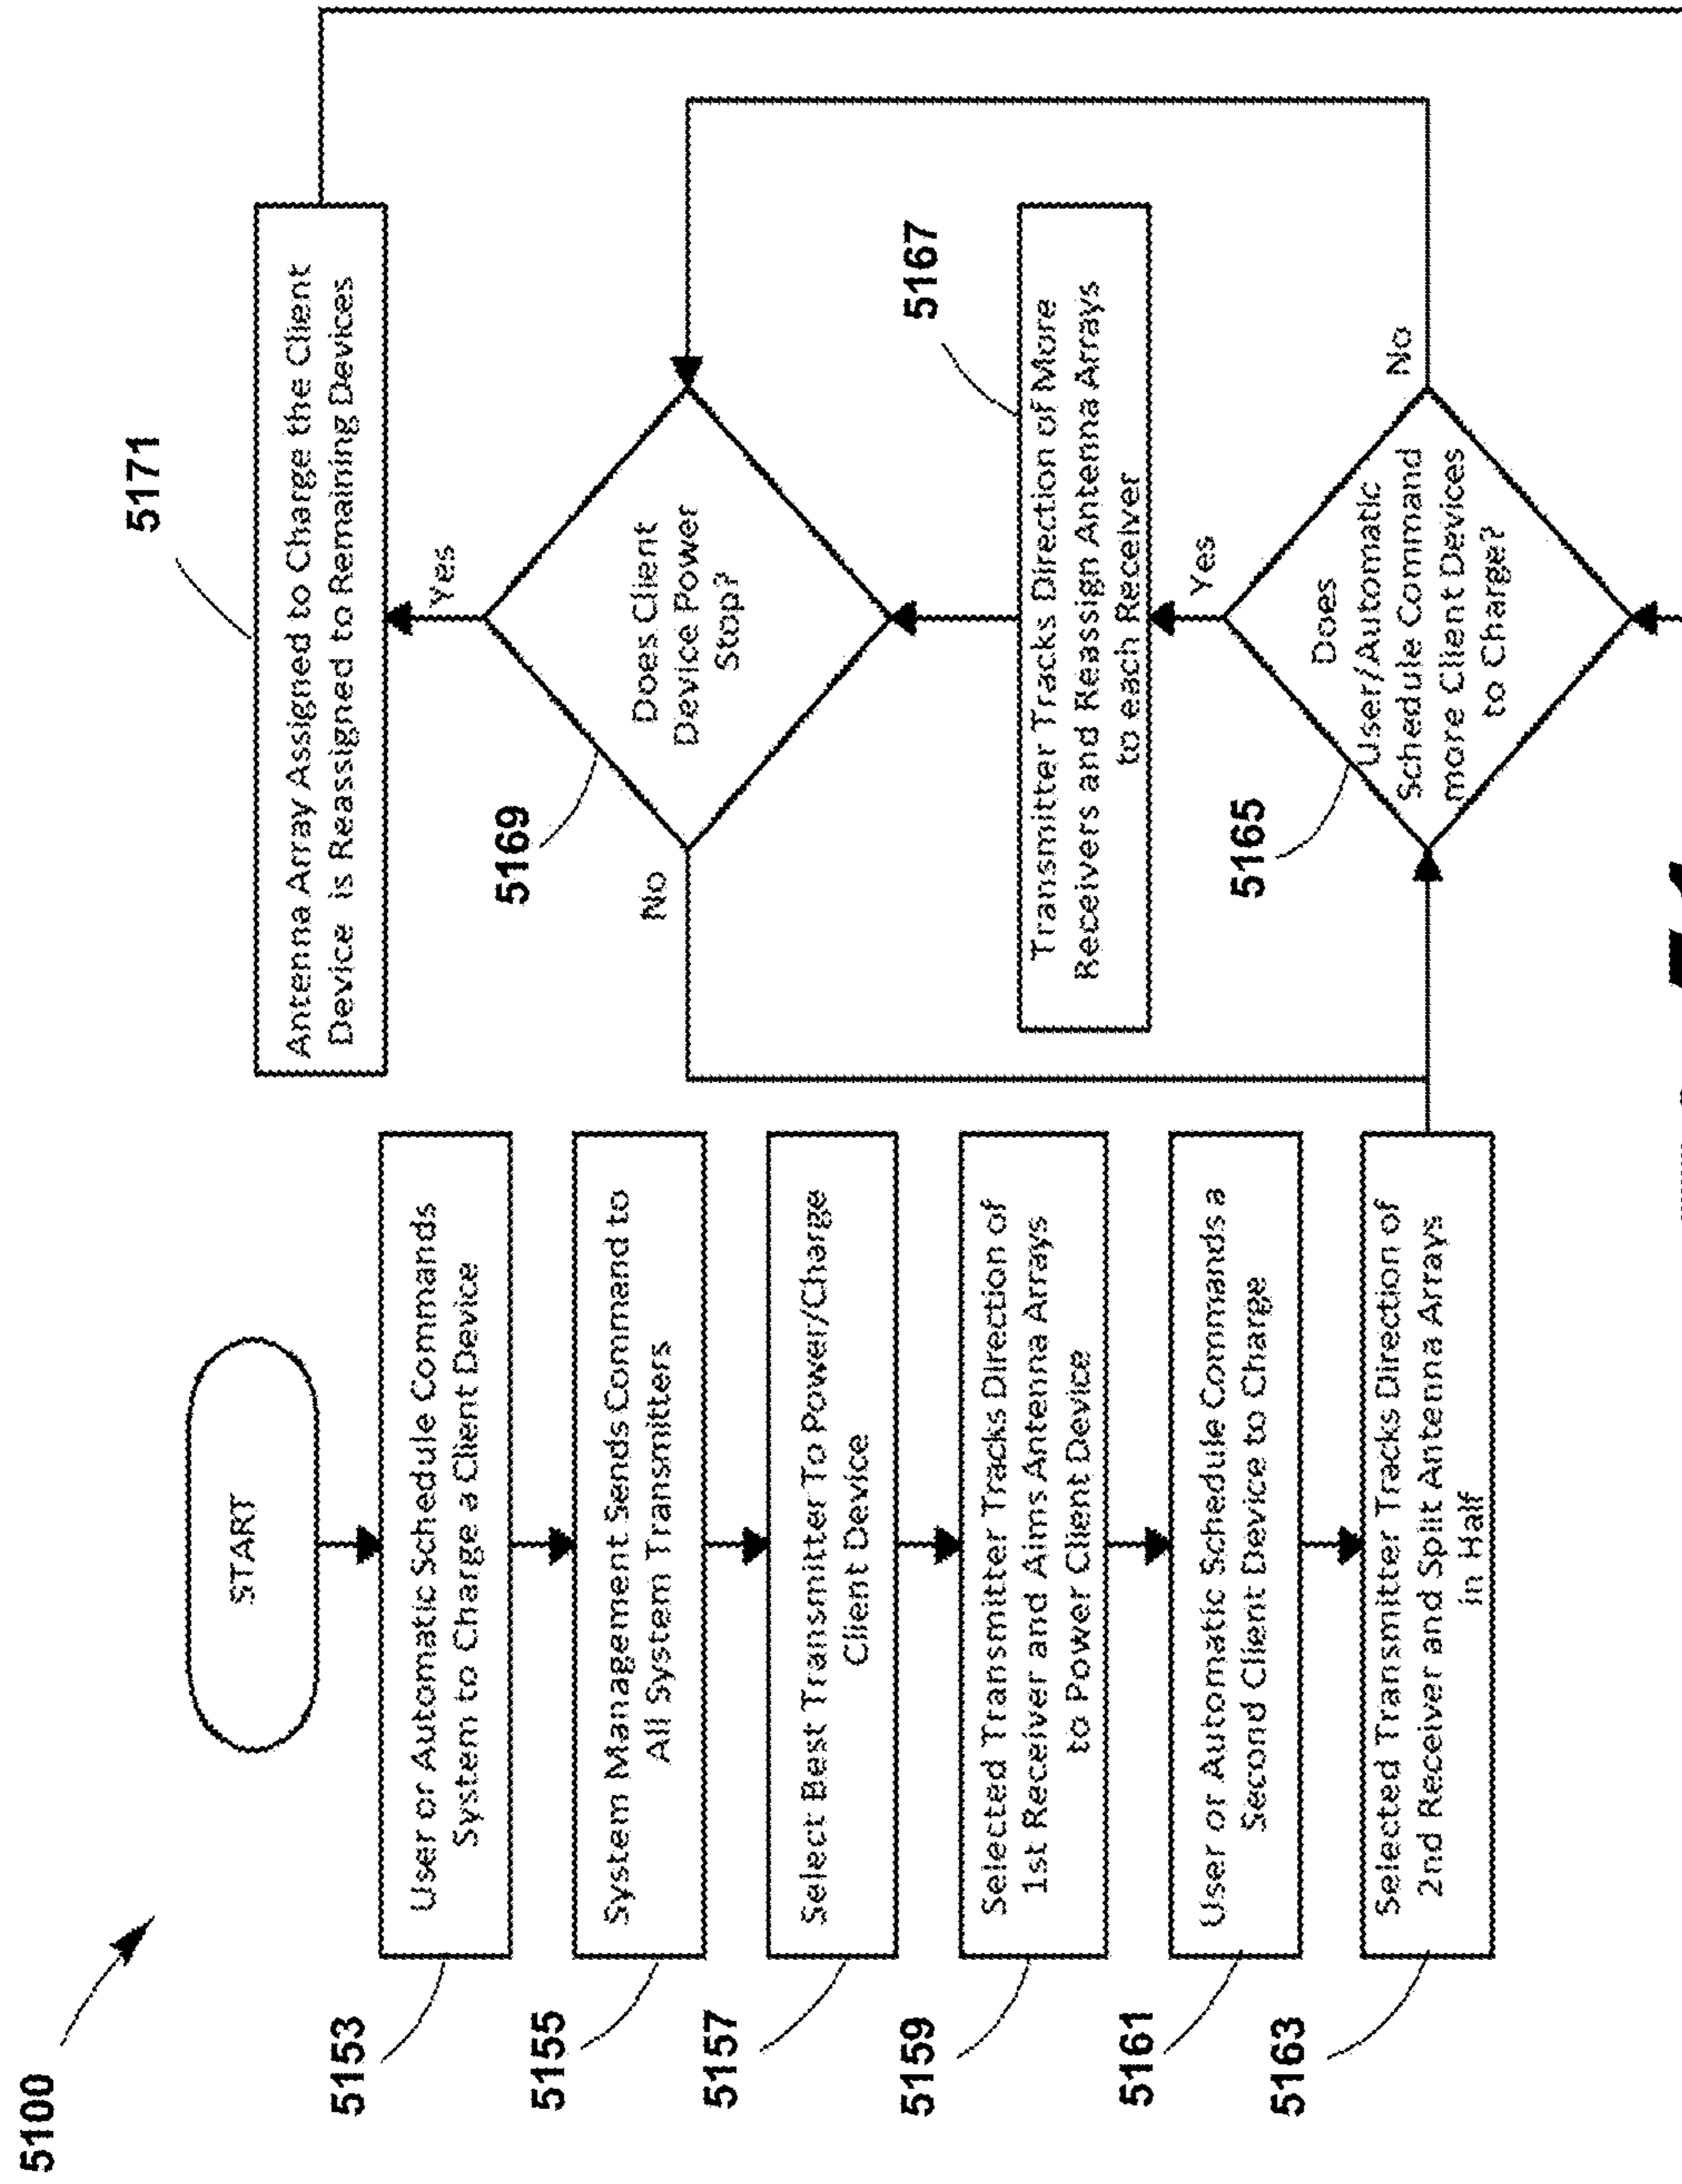 5100
START
5153
User or Automatic Schedule Commands
System to Charge a Client Device
5155
System Management Sends Command to
All System Transmitters
5157
Select Best Transmitter To Power/Charge
Client Device
5159
Selected Transmitter Tracks Direction of
1st Receiver and Aims Antenna Arrays
to Power Client Device
5161
User or Automatic Schedule Commands a
Second Client Device to Charge
5163
Selected Transmitter Tracks Direction of
2nd Receiver and Split Antenna Arrays
in Half
5171
Antenna Array Assigned to Charge the Client
Device is Reassigned to Remaining Devices
Yes
5169
Does Client
Device Power
Stop?
No
5167
Transmitter Tracks Direction of More
Receivers and Reassign Antenna Arrays
to each Receiver
Yes
5165
Does
User/Automatic
Schedule Command
more Client Devices
to Charge?
No